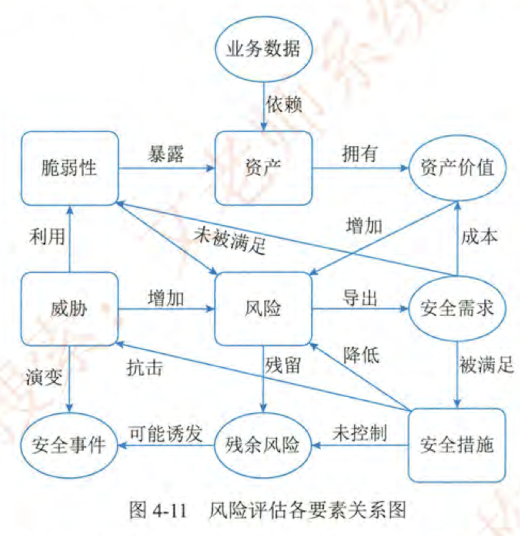 业务数据
依赖
脆弱性
暴露
资产
拥有
资产价值
利用
未被满足
增加
成本
威胁
增加
风险
导出
安全需求
演变
抗击
残留
降低
被满足
安全事件
可能诱发
残余风险
未控制
安全措施
图 4-11 风险评估各要素关系图